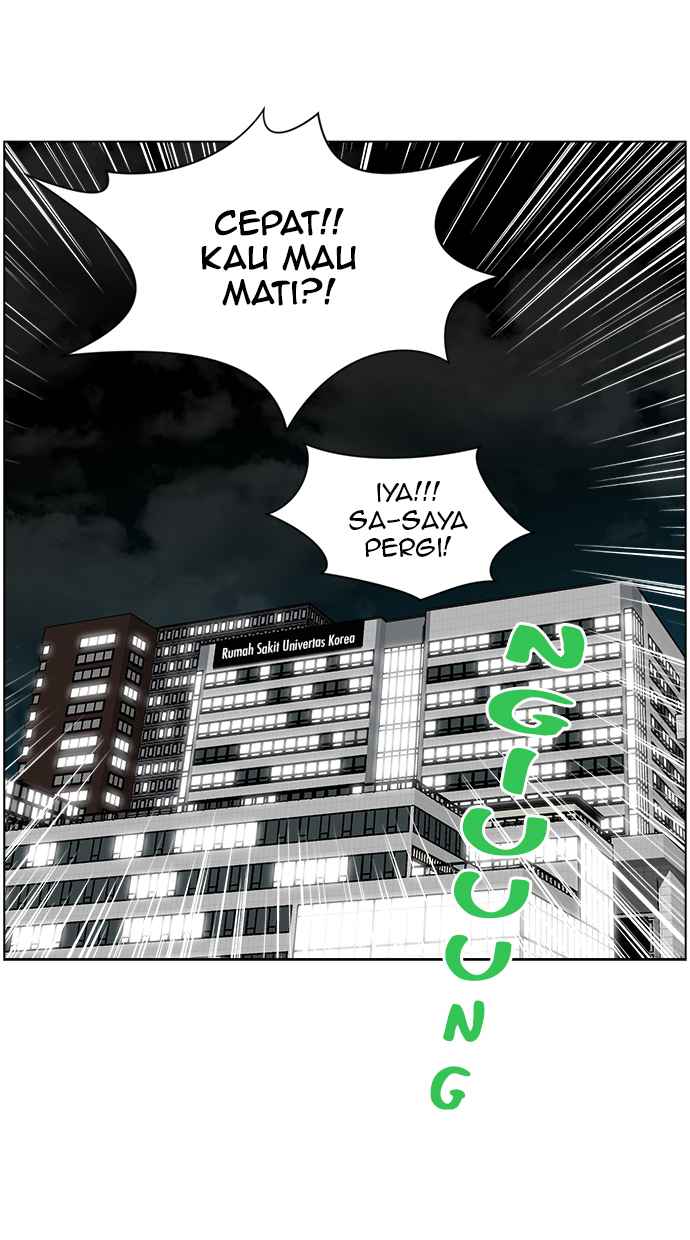 CEPAT!!
KAU MAU
MATI?!
IYA!!!
SA-SAYA
PERGI!
Rumah Sakit Univertas Korea
NGIUUUNG